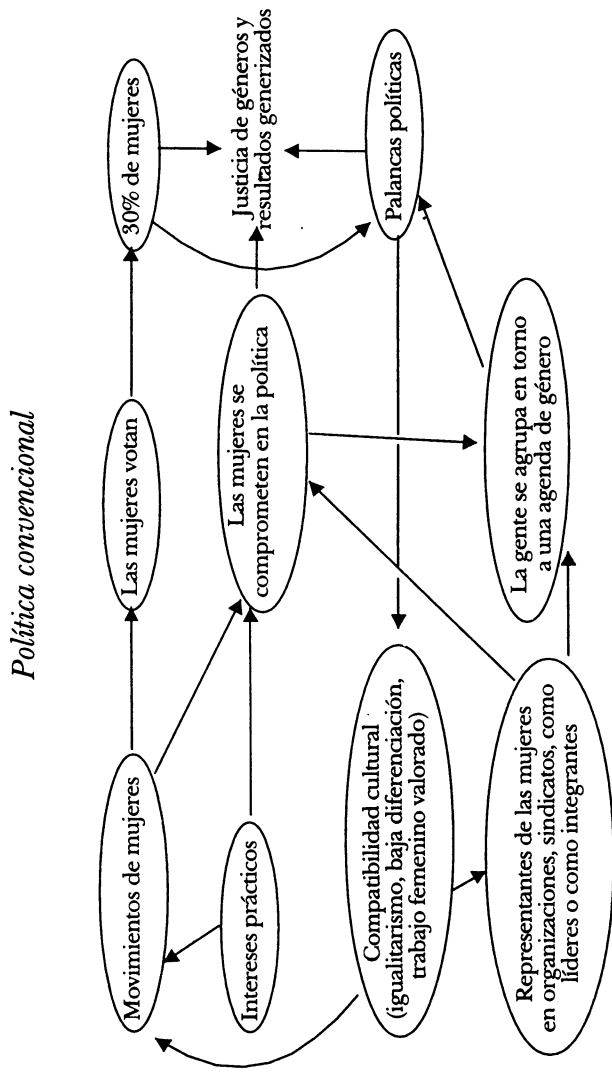 Política convencional
Movimientos de mujeres
Las mujeres votan
30% de mujeres
Intereses prácticos
Las mujeres se
comprometen en la política
Justicia de géneros y
resultados generizados
Compatibilidad cultural
(igualitarismo, baja diferenciación,
trabajo femenino valorado)
Palancas políticas
Representantes de las mujeres
en organizaciones, sindicatos, como
líderes o como integrantes
La gente se agrupa en torno
a una agenda de género